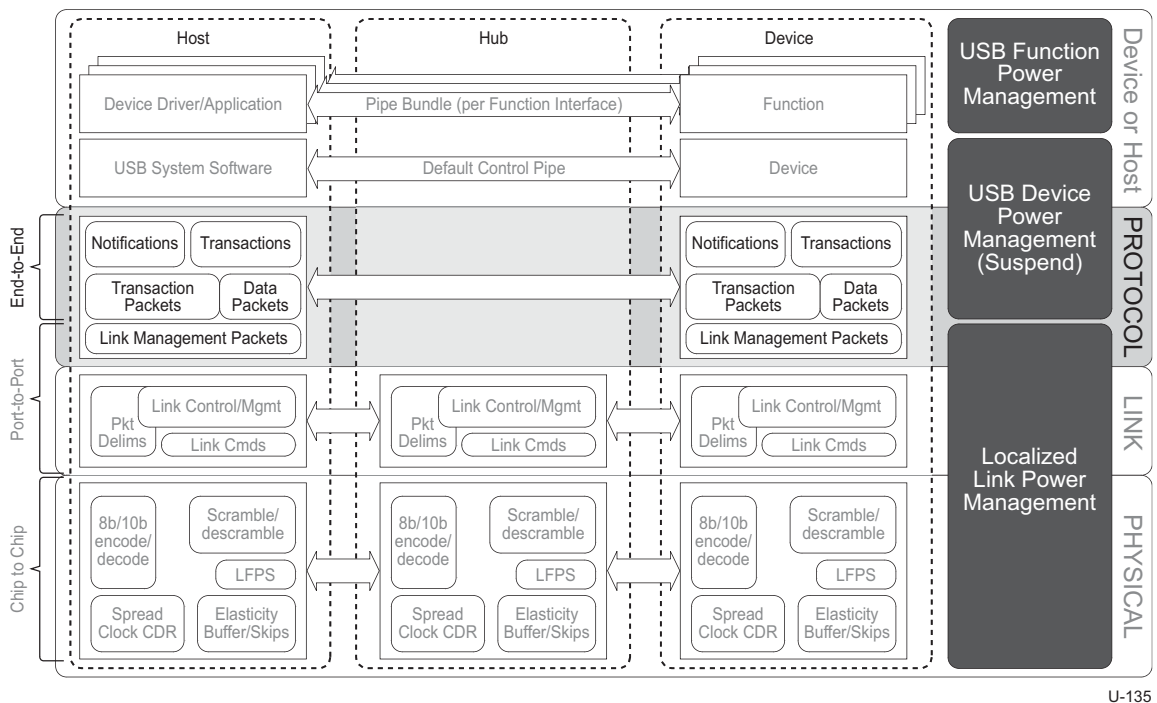 Host
Hub
Device
USB Function
Power
Management
Device or Host
Device Driver/Application
Pipe Bundle (per Function Interface)
Function
USB System Software
Default Control Pipe
Device
USB Device
Power
Management
(Suspend)
End-to-End
Notifications
Transactions
Transaction
Packets
Data
Packets
Link Management Packets
Notifications
Transactions
Transaction
Packets
Data
Packets
Link Management Packets
PROTOCOL
Port-to-Port
Link Control/Mgmt
Pkt
Delims
Link Cmds
Link Control/Mgmt
Pkt
Delims
Link Cmds
Link Control/Mgmt
Pkt
Delims
Link Cmds
LINK
Localized
Link Power
Management
Chip to Chip
8b/10b
encode/
decode
Scramble/
descramble
LFPS
Spread
Clock CDR
Elasticity
Buffer/Skips
8b/10b
encode/
decode
Scramble/
descramble
LFPS
Spread
Clock CDR
Elasticity
Buffer/Skips
8b/10b
encode/
decode
Scramble/
descramble
LFPS
Spread
Clock CDR
Elasticity
Buffer/Skips
PHYSICAL
U-135